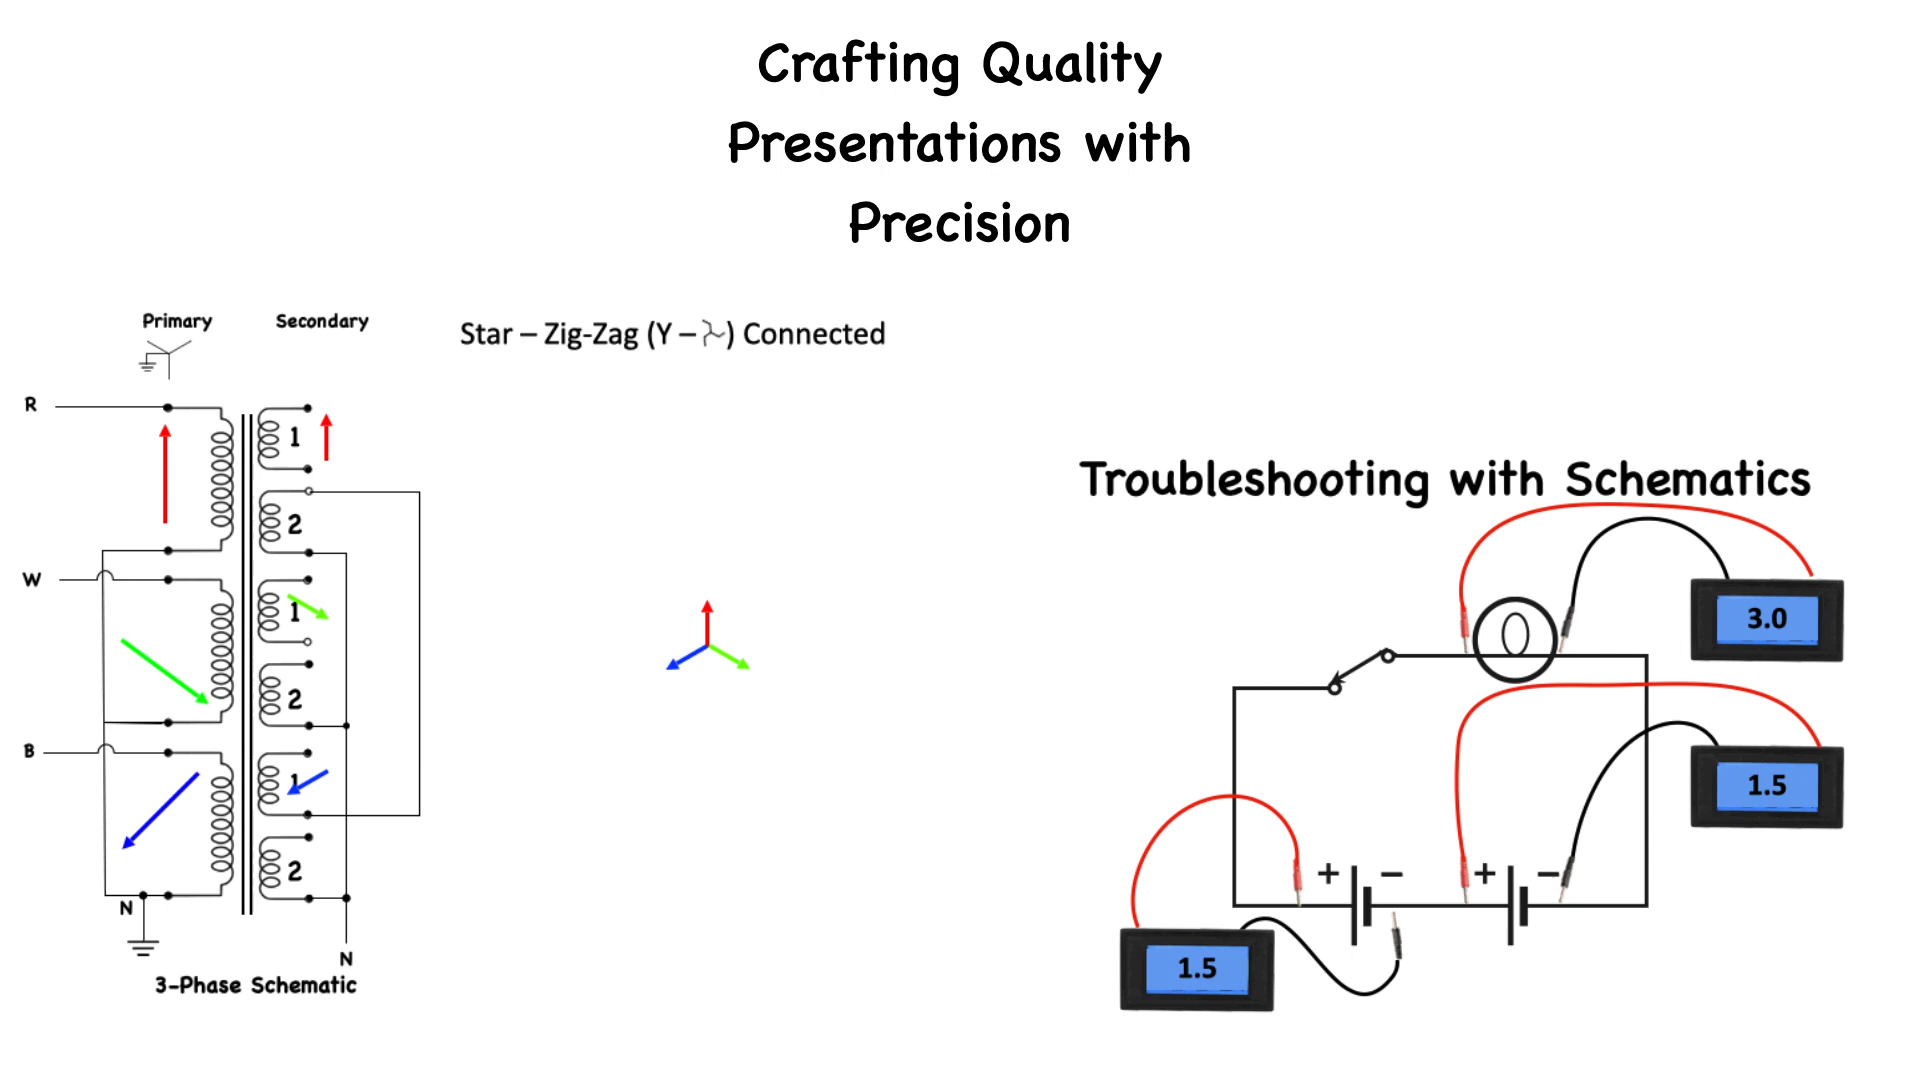 Crafting Quality
Presentations with
Precision
Primary
Secondary
Star – Zig-Zag (Y – ) Connected
R
1
2
W
1
2
B
1
2
N
N
3-Phase Schematic
Troubleshooting with Schematics
3.0
1.5
+ −
+ −
1.5